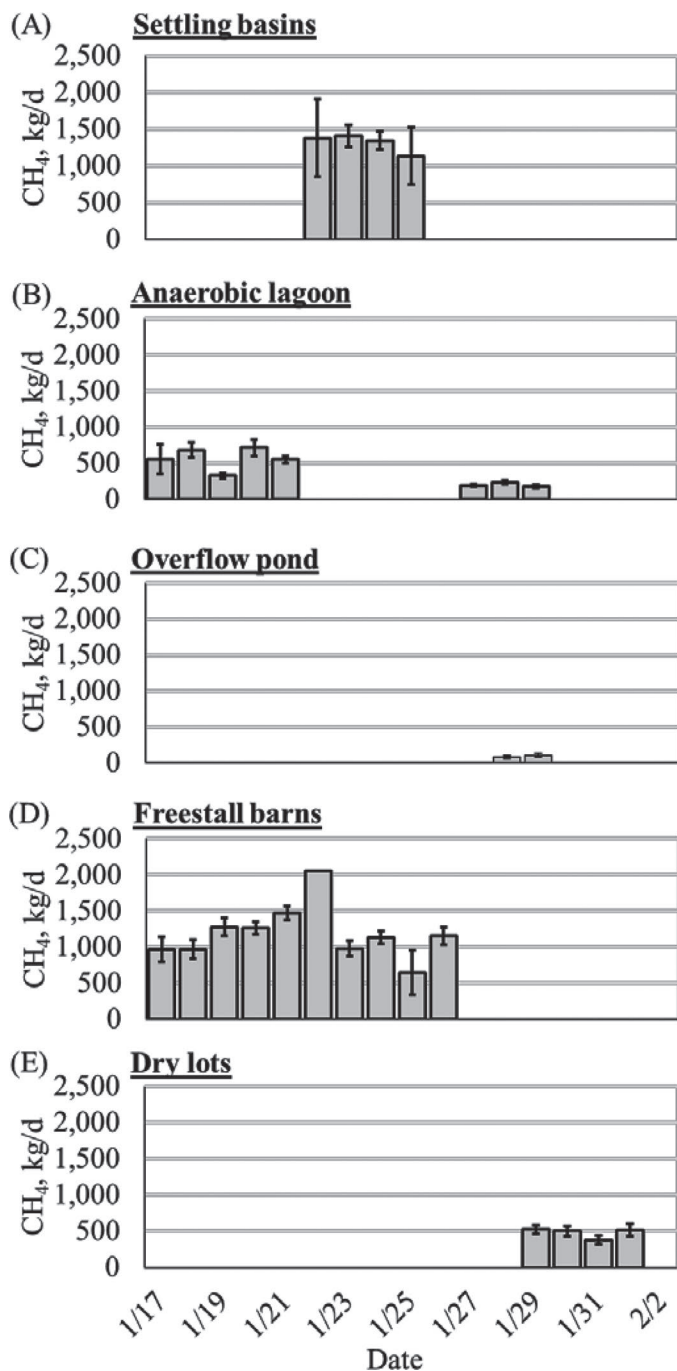 (A) Settling basins
2,500
2,000
1,500
1,000
500
0
CH₄, kg/d
(B) Anaerobic lagoon
2,500
2,000
1,500
1,000
500
0
CH₄, kg/d
(C) Overflow pond
2,500
2,000
1,500
1,000
500
0
CH₄, kg/d
(D) Freestall barns
2,500
2,000
1,500
1,000
500
0
CH₄, kg/d
(E) Dry lots
2,500
2,000
1,500
1,000
500
0
CH₄, kg/d
1/17 1/19 1/21 1/23 1/25 1/27 1/29 1/31 2/2
Date